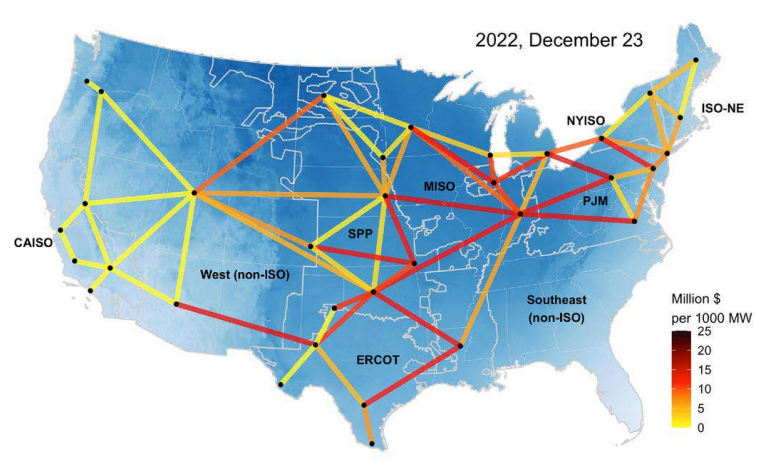 2022, December 23
ISO-NE
NYISO
MISO
PJM
SPP
CAISO
West (non-ISO)
Southeast
(non-ISO)
ERCOT
Million $
per 1000 MW
25
20
15
10
5
0